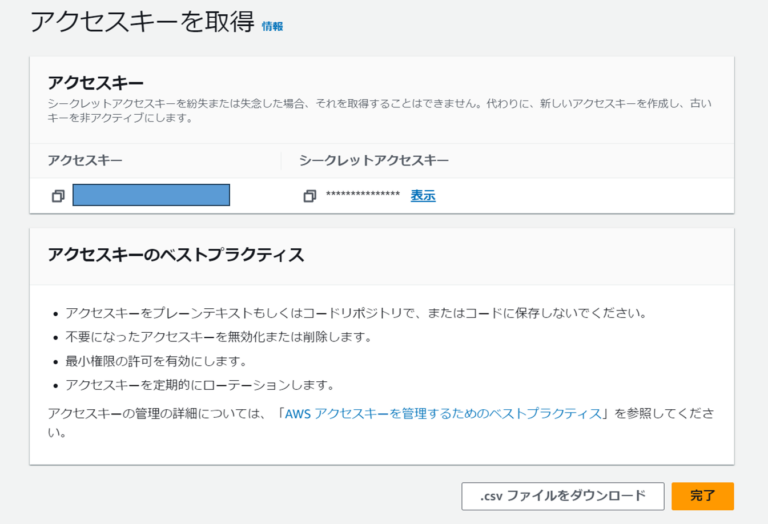 アクセスキーを取得 情報
アクセスキー
シークレットアクセスキーを紛失または失念した場合、それを取得することはできません。代わりに、新しいアクセスキーを作成し、古い
キーを非アクティブにします。
アクセスキー シークレットアクセスキー
*************** 表示
アクセスキーのベストプラクティス
• アクセスキーをプレーンテキストもしくはコードリポジトリで、またはコードに保存しないでください。
• 不要になったアクセスキーを無効化または削除します。
• 最小権限の許可を有効にします。
• アクセスキーを定期的にローテーションします。
アクセスキーの管理の詳細については、「AWS アクセスキーを管理するためのベストプラクティス」を参照してくださ
い。
.csv ファイルをダウンロード 完了